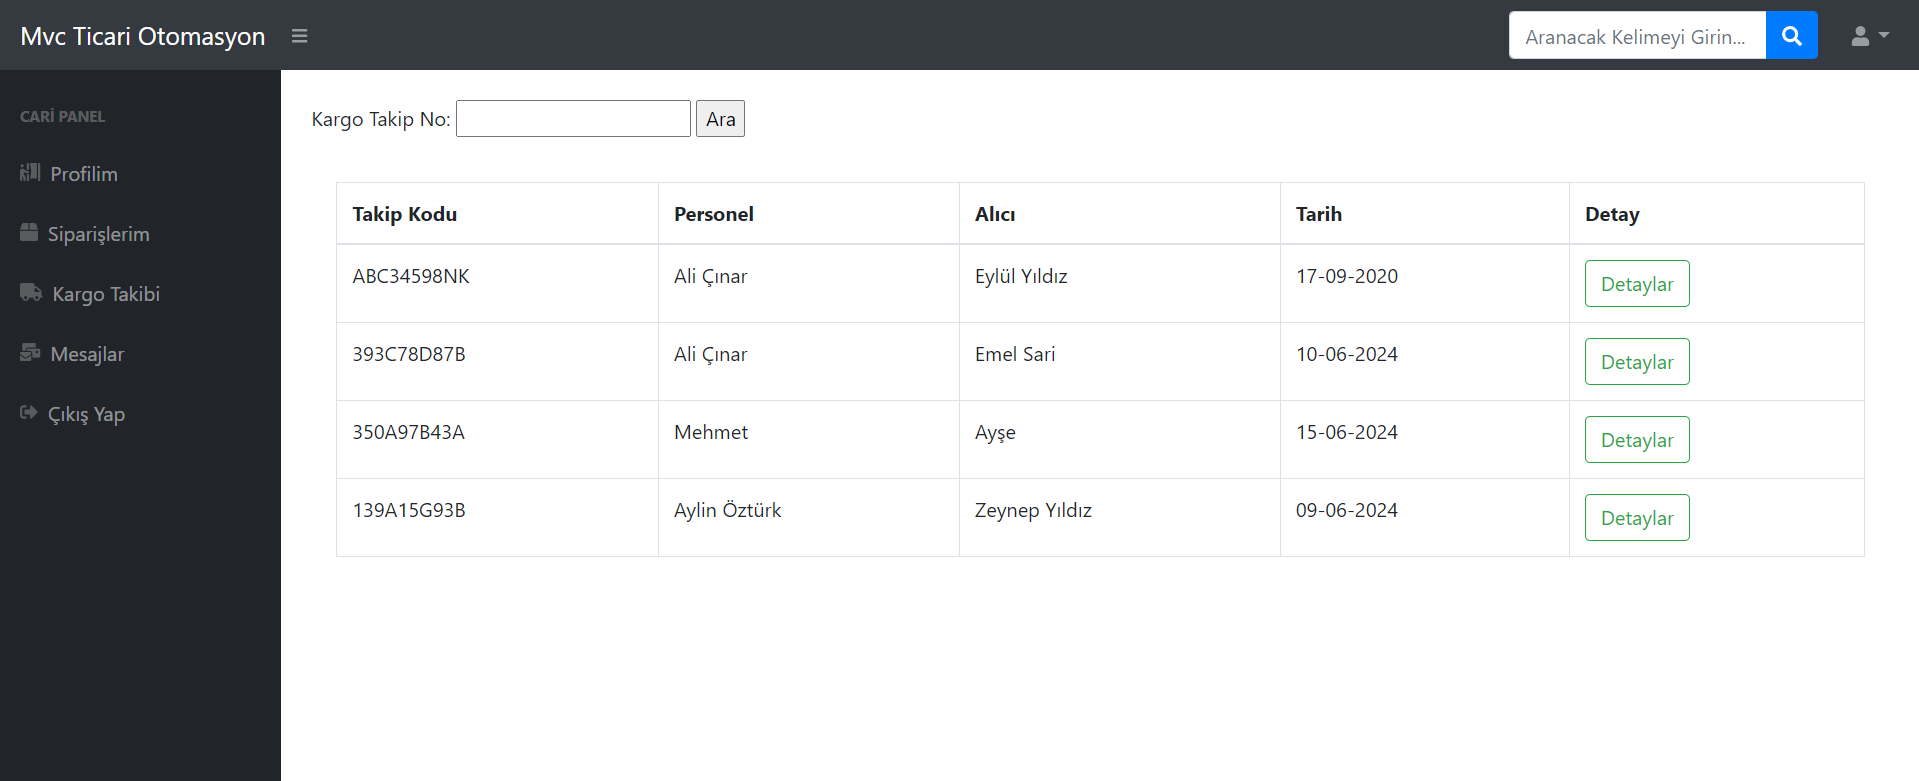 Mvc Ticari Otomasyon
Aranacak Kelimeyi Girin...
CARİ PANEL
Profilim
Siparişlerim
Kargo Takibi
Mesajlar
Çıkış Yap
Kargo Takip No: Ara
Takip Kodu Personel Alıcı Tarih Detay
ABC34598NK Ali Çınar Eylül Yıldız 17-09-2020 Detaylar
393C78D87B Ali Çınar Emel Sari 10-06-2024 Detaylar
350A97B43A Mehmet Ayşe 15-06-2024 Detaylar
139A15G93B Aylin Öztürk Zeynep Yıldız 09-06-2024 Detaylar